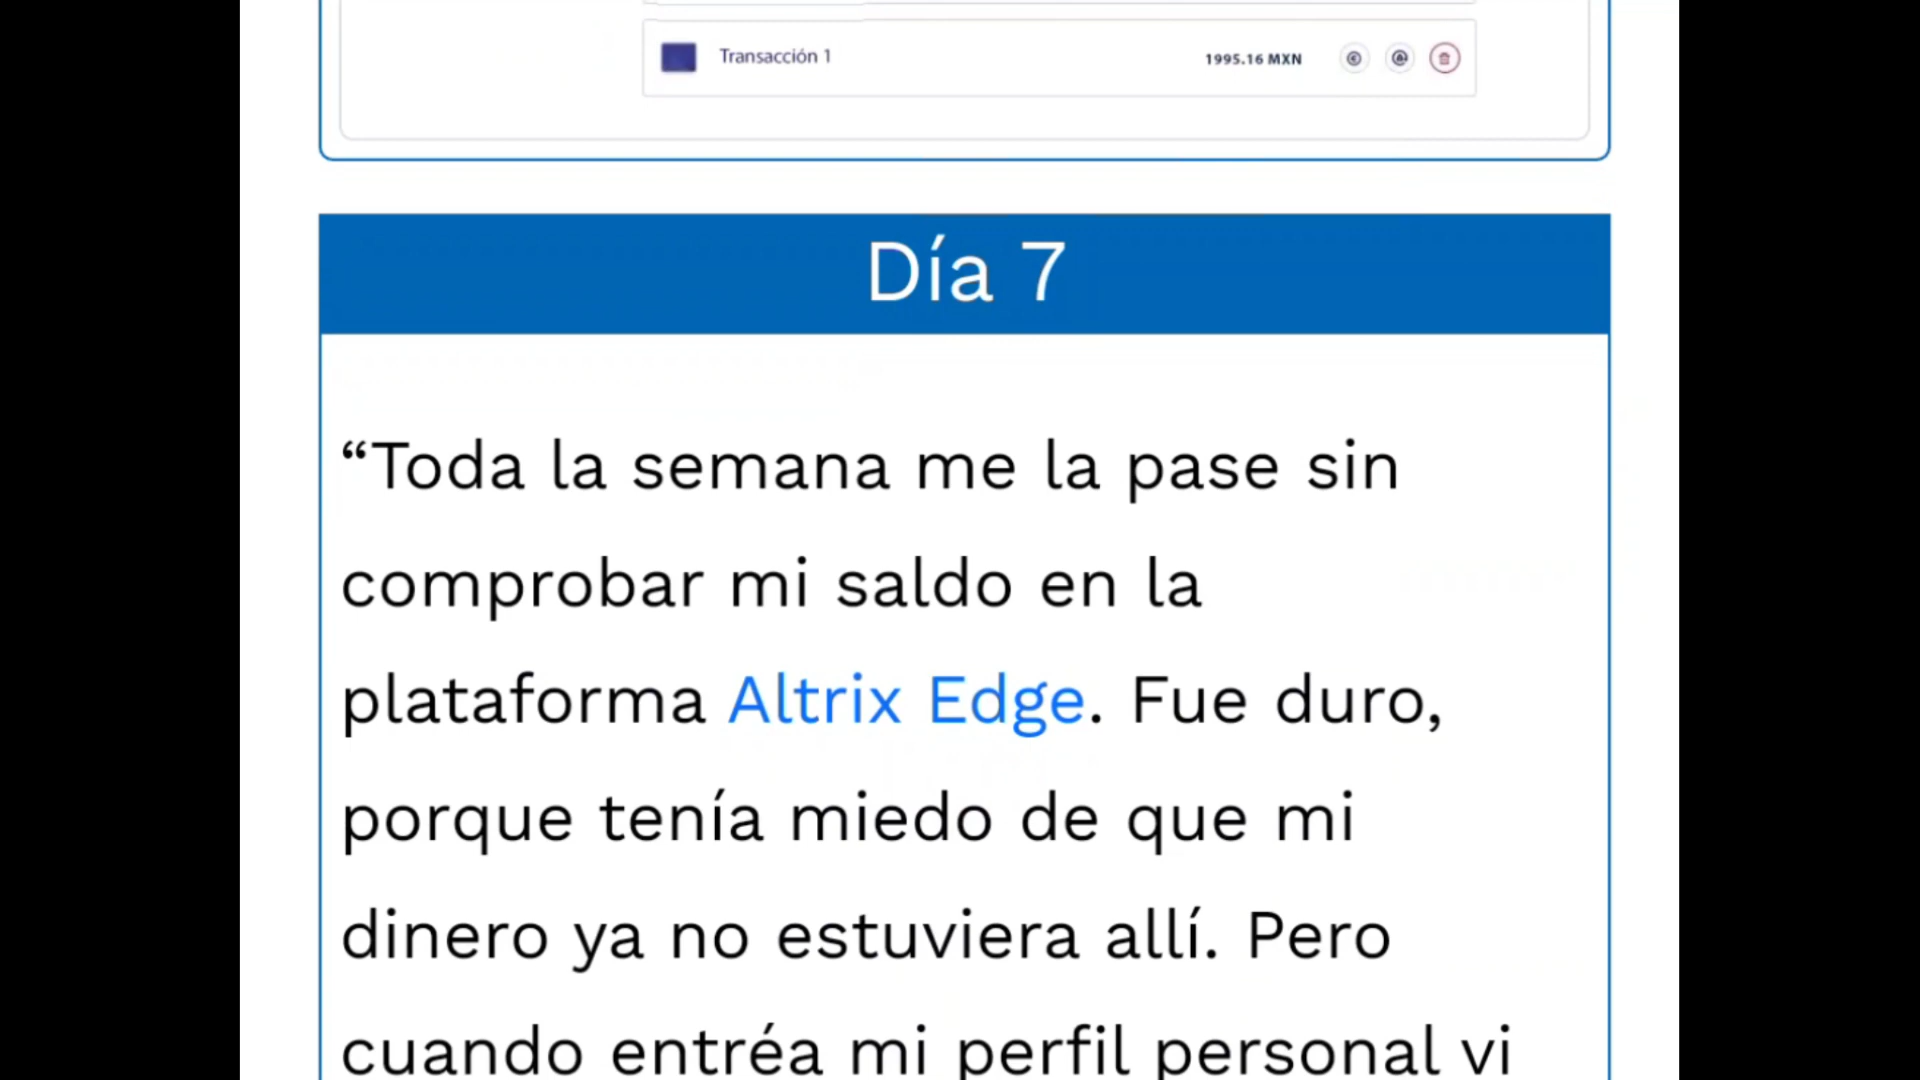 Transacción 1 1995.16 MXN
Día 7
“Toda la semana me la pase sin
comprobar mi saldo en la
plataforma Altrix Edge. Fue duro,
porque tenía miedo de que mi
dinero ya no estuviera allí. Pero
cuando entréa mi perfil personal vi